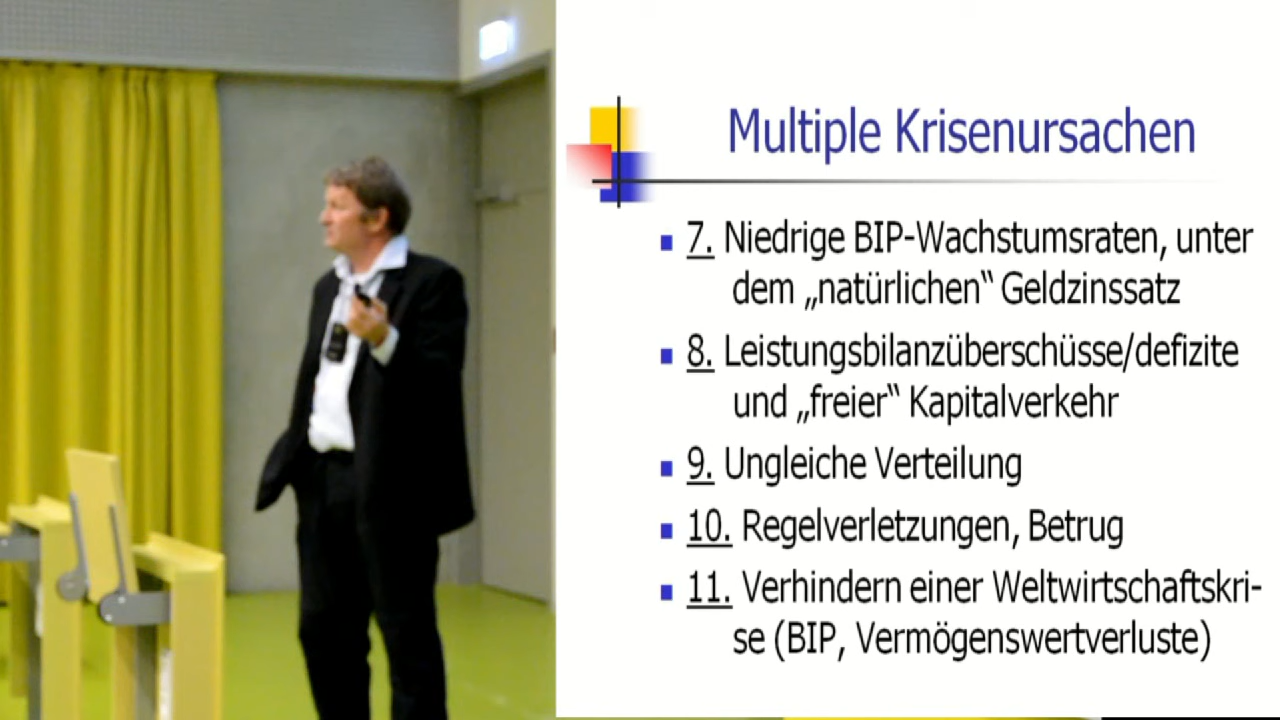 Multiple Krisenursachen
7. Niedrige BIP-Wachstumsraten, unter
dem „natürlichen“ Geldzinssatz
8. Leistungsbilanzüberschüsse/defizite
und „freier“ Kapitalverkehr
9. Ungleiche Verteilung
10. Regelverletzungen, Betrug
11. Verhindern einer Weltwirtschaftskri-
se (BIP, Vermögenswertverluste)